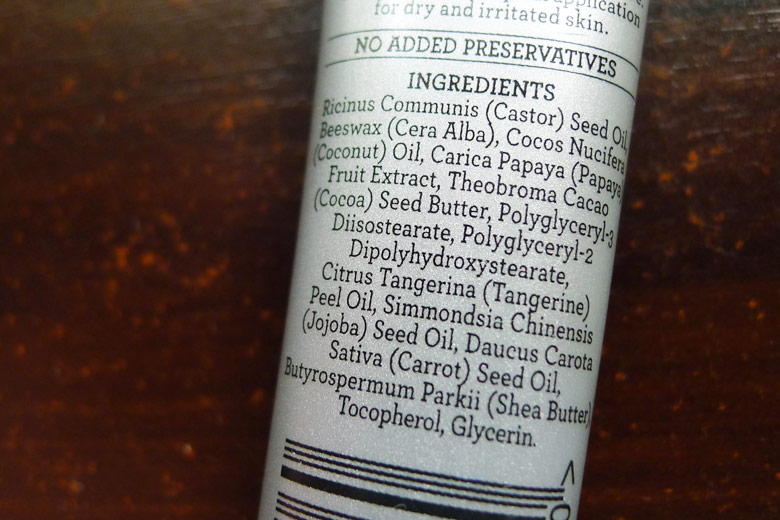 application
for dry and irritated skin.
NO ADDED PRESERVATIVES
INGREDIENTS
Ricinus Communis (Castor) Seed Oil,
Beeswax (Cera Alba), Cocos Nucifera
(Coconut) Oil, Carica Papaya (Papaya)
Fruit Extract, Theobroma Cacao
(Cocoa) Seed Butter, Polyglyceryl-3
Diisostearate, Polyglyceryl-2
Dipolyhydroxystearate,
Citrus Tangerina (Tangerine)
Peel Oil, Simmondsia Chinensis
(Jojoba) Seed Oil, Daucus Carota
Sativa (Carrot) Seed Oil,
Butyrospermum Parkii (Shea Butter)
Tocopherol, Glycerin.